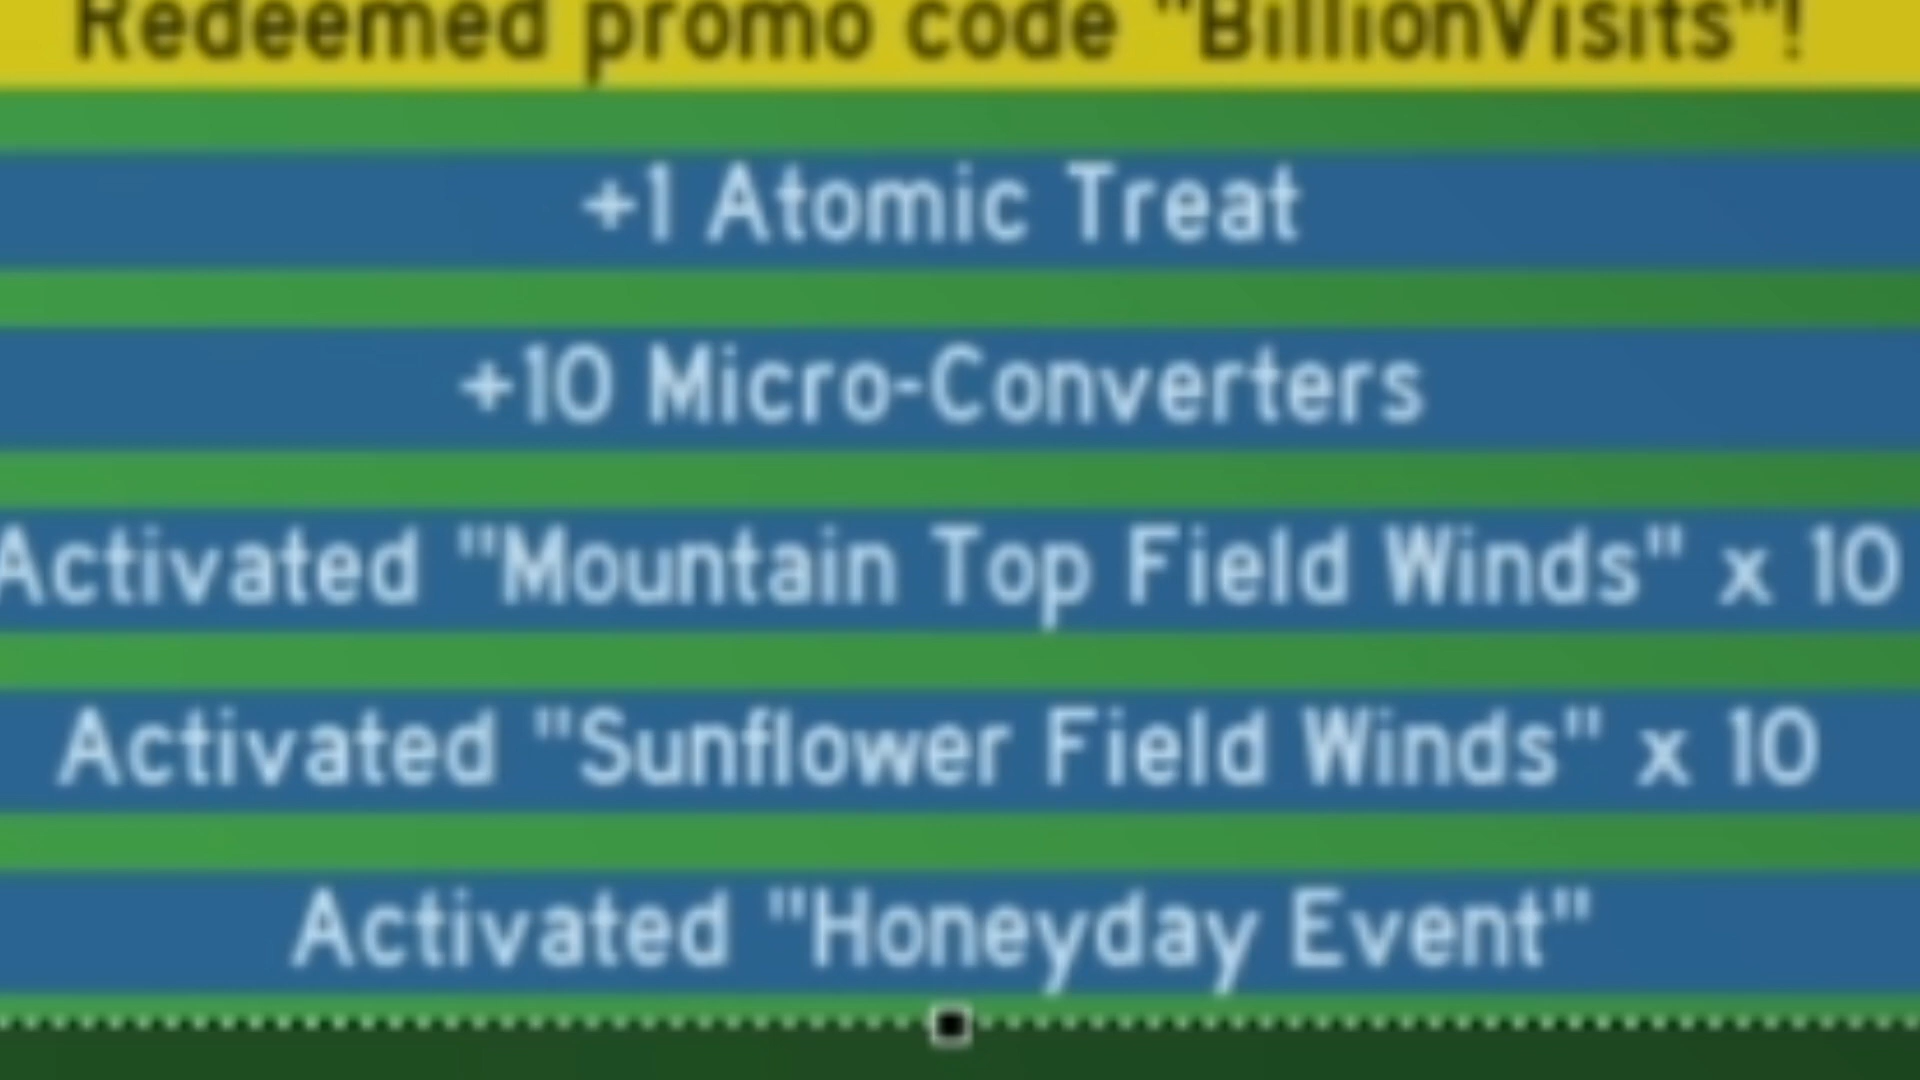 Redeemed promo code "BillionVisits"!
+1 Atomic Treat
+10 Micro-Converters
Activated "Mountain Top Field Winds" x 10
Activated "Sunflower Field Winds" x 10
Activated "Honeyday Event"